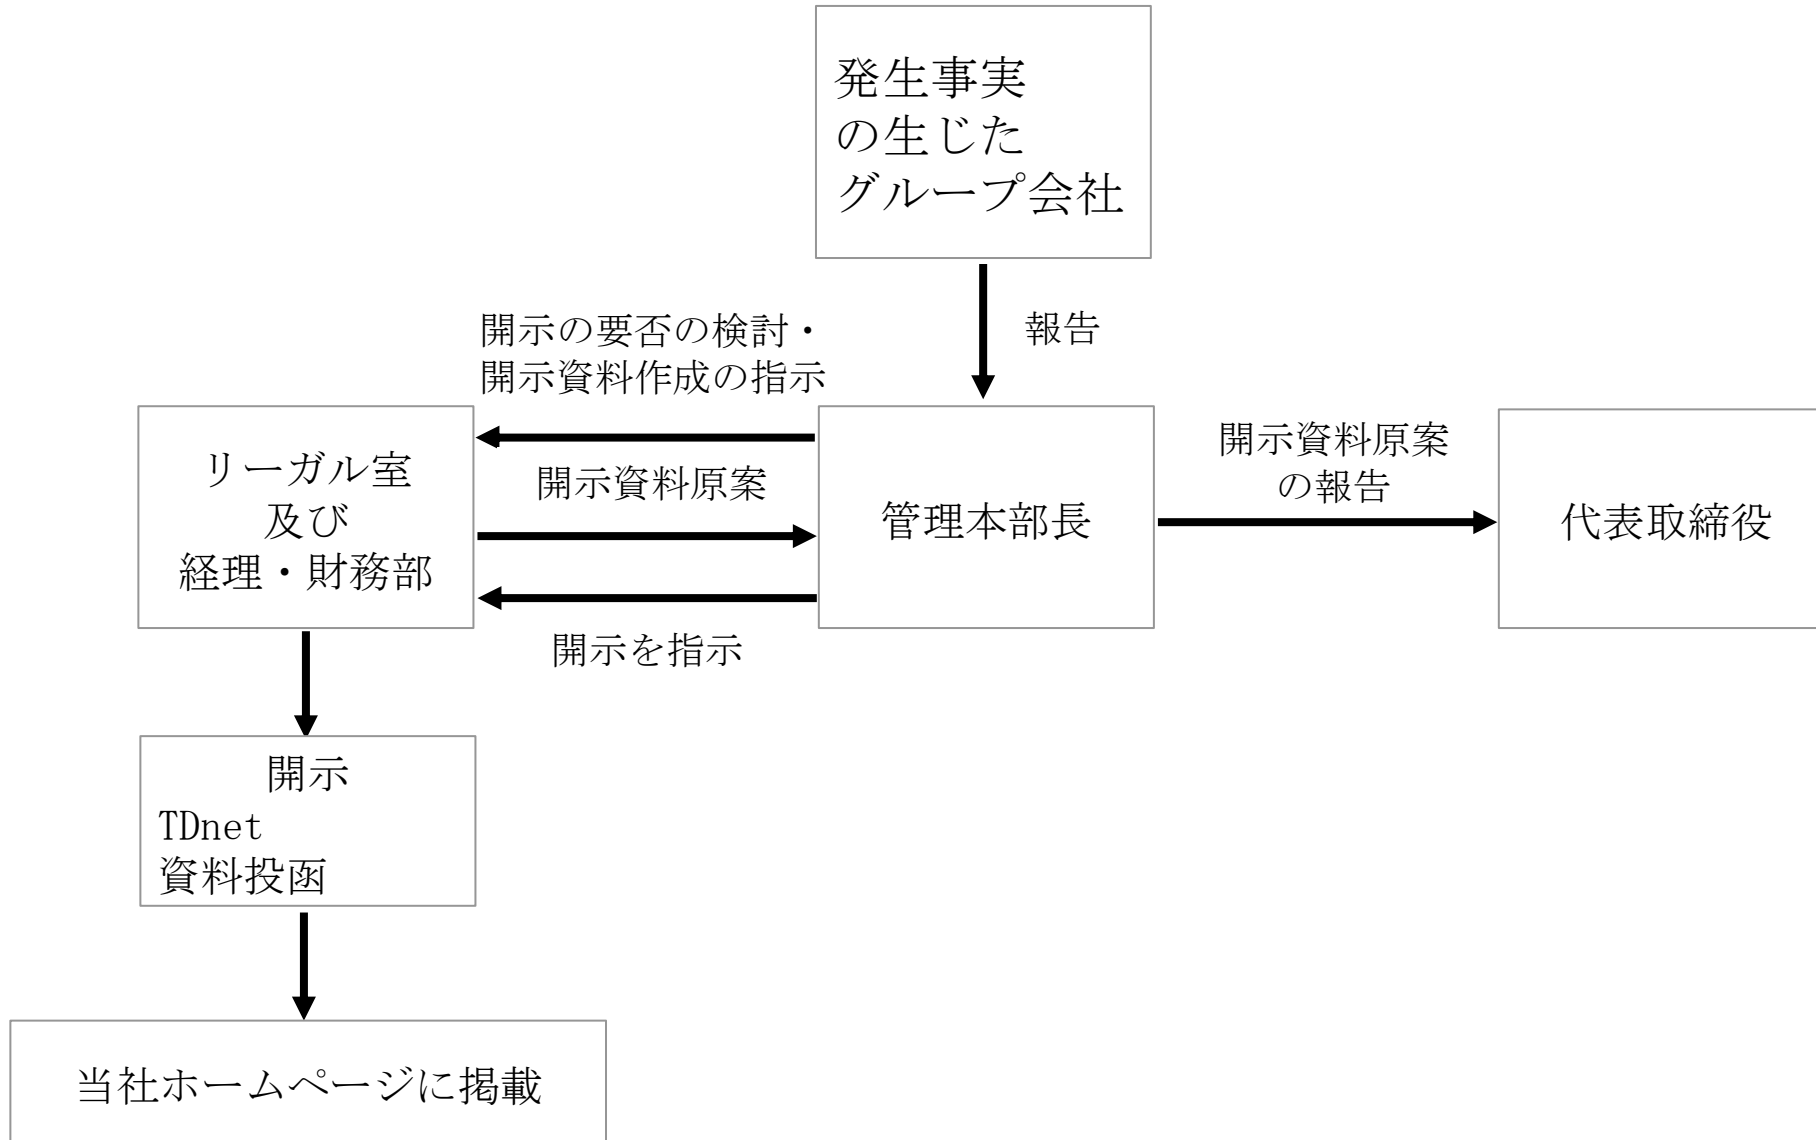 発生事実
の生じた
グループ会社
報告
開示の要否の検討・
開示資料作成の指示
リーガル室
及び
経理・財務部
開示資料原案
開示を指示
管理本部長
開示資料原案
の報告
代表取締役
開示
TDnet
資料投函
当社ホームページに掲載